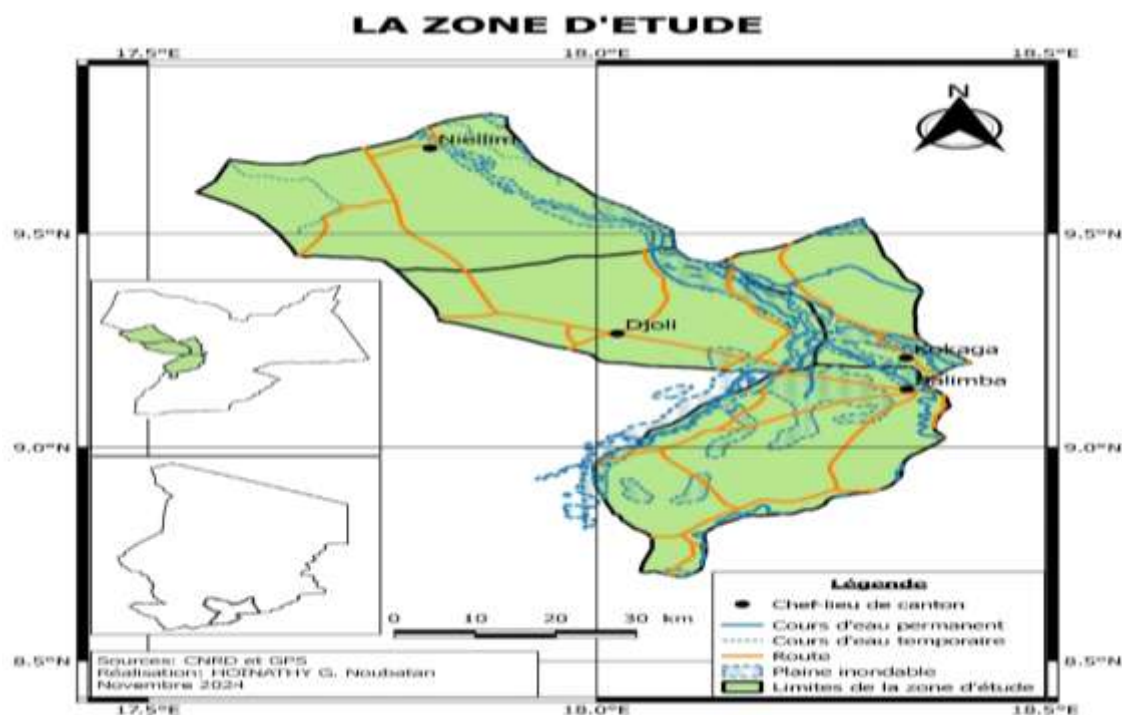 LA ZONE D'ETUDE
17.5°E 18.0°E 18.5°E
N
Niellim
9.5°N 9.5°N
Djoli
Kokaga
9.0°N 9.0°N
Légende
Chef-lieu de canton
0 10 20 30 km
Cours d'eau permanent
Cours d'eau temporaire
Route
Plaine inondable
Limites de la zone d'étude
8.5°N 8.5°N
Sources: CNRD et GPS
Réalisation: HOINATHY G. Noubatan
Novembre 2024
17.5°E 18.0°E 18.5°E